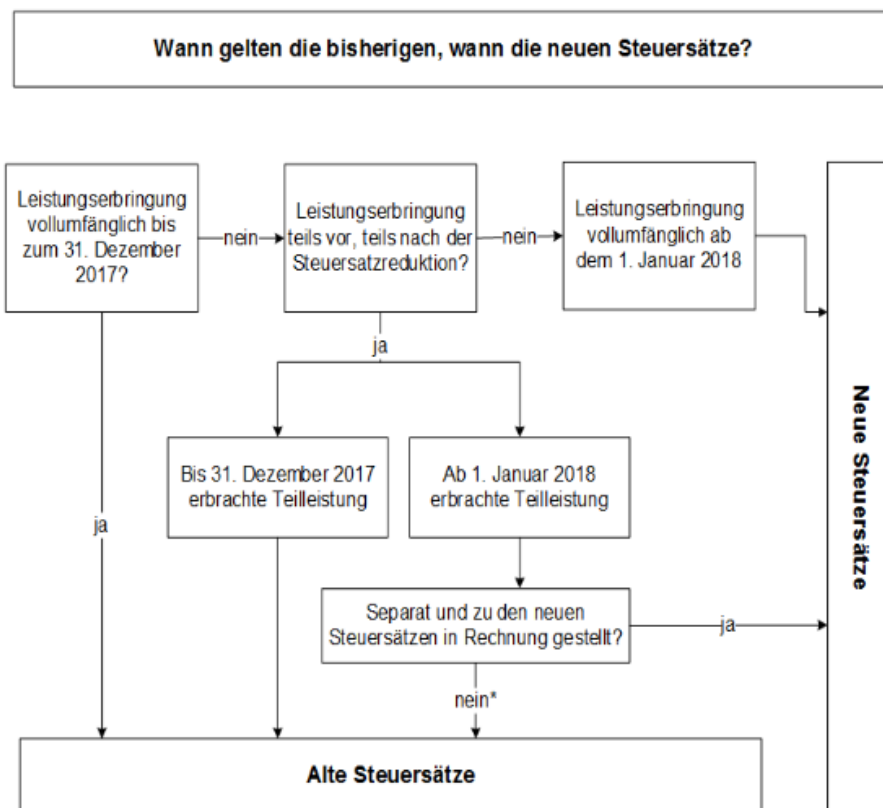 Wann gelten die bisherigen, wann die neuen Steuersätze?
Leistungserbringung
vollumfänglich bis
zum 31. Dezember
2017?
nein
Leistungserbringung
teils vor, teils nach der
Steuersatzreduktion?
nein
Leistungserbringung
vollumfänglich ab
dem 1. Januar 2018
ja
Bis 31. Dezember 2017
erbrachte Teilleistung
Ab 1. Januar 2018
erbrachte Teilleistung
ja
Separat und zu den neuen
Steuersätzen in Rechnung gestellt?
ja
nein*
Neue Steuersätze
Alte Steuersätze